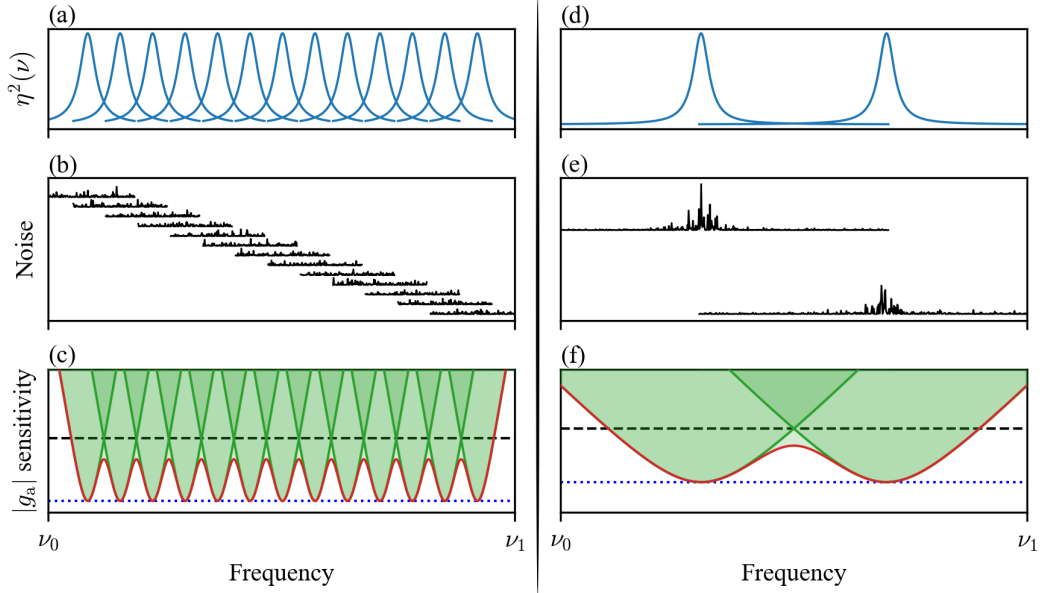 (a)
η²(ν)
(b)
Noise
(c)
|gₐ| sensitivity
ν₀
ν₁
Frequency
(d)
(e)
(f)
ν₀
ν₁
Frequency